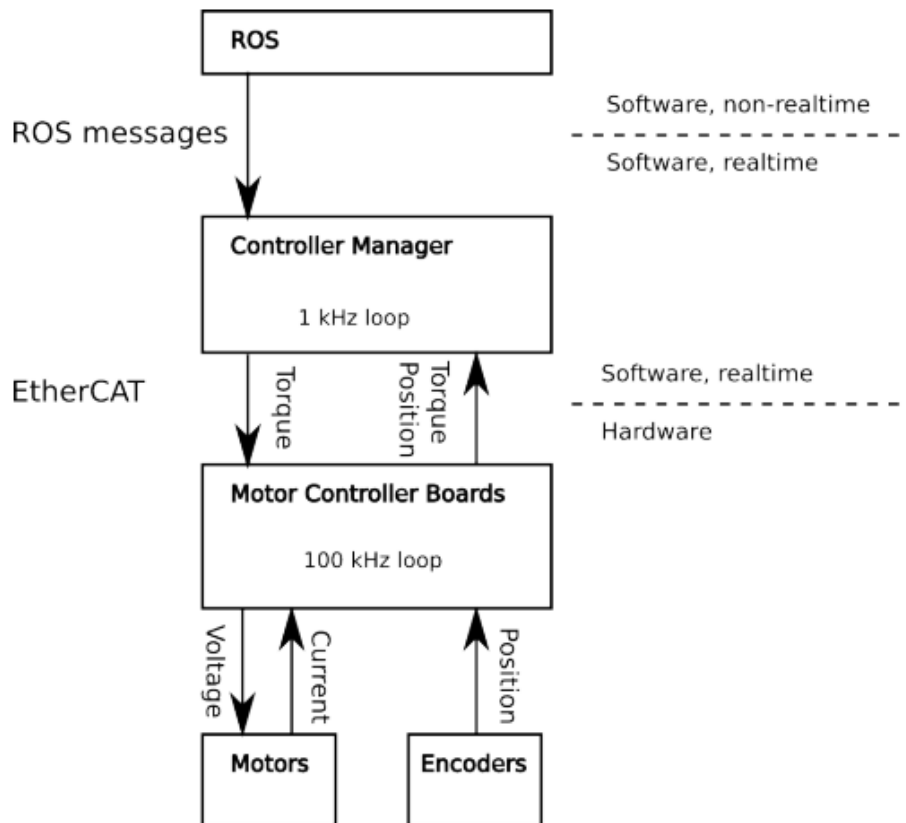 ROS
Software, non-realtime
ROS messages
Software, realtime
Controller Manager
1 kHz loop
EtherCAT
Torque
Torque
Position
Software, realtime
Hardware
Motor Controller Boards
100 kHz loop
Voltage
Current
Position
Motors
Encoders